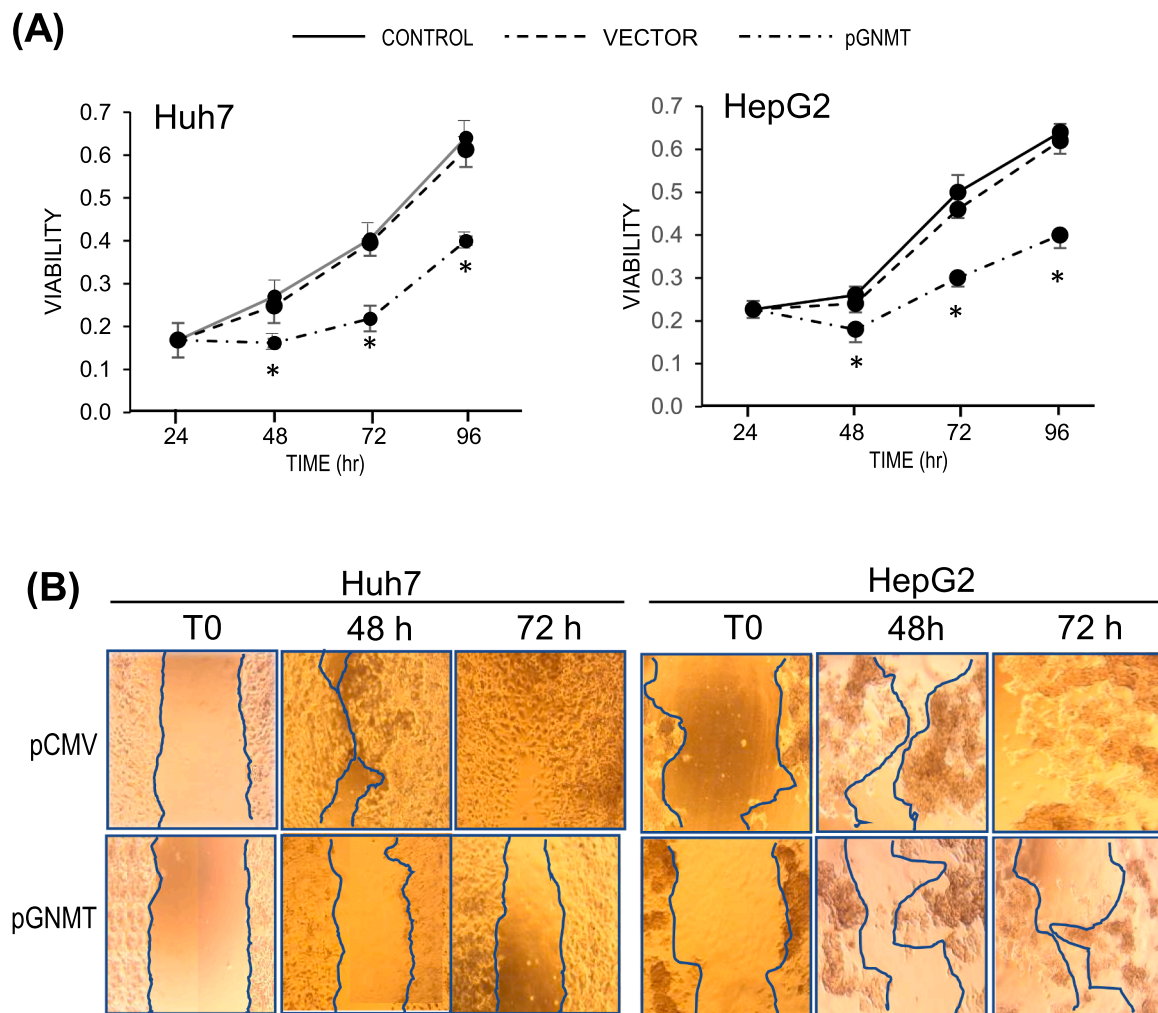 (A)
CONTROL VECTOR pGNMT
Huh7
0.7
0.6
0.5
0.4
0.3
0.2
0.1
0.0
VIABILITY
* * *
24 48 72 96
TIME (hr)
HepG2
0.7
0.6
0.5
0.4
0.3
0.2
0.1
0.0
VIABILITY
* * *
24 48 72 96
TIME (hr)
(B)
Huh7 HepG2
T0 48 h 72 h T0 48h 72 h
pCMV
pGNMT